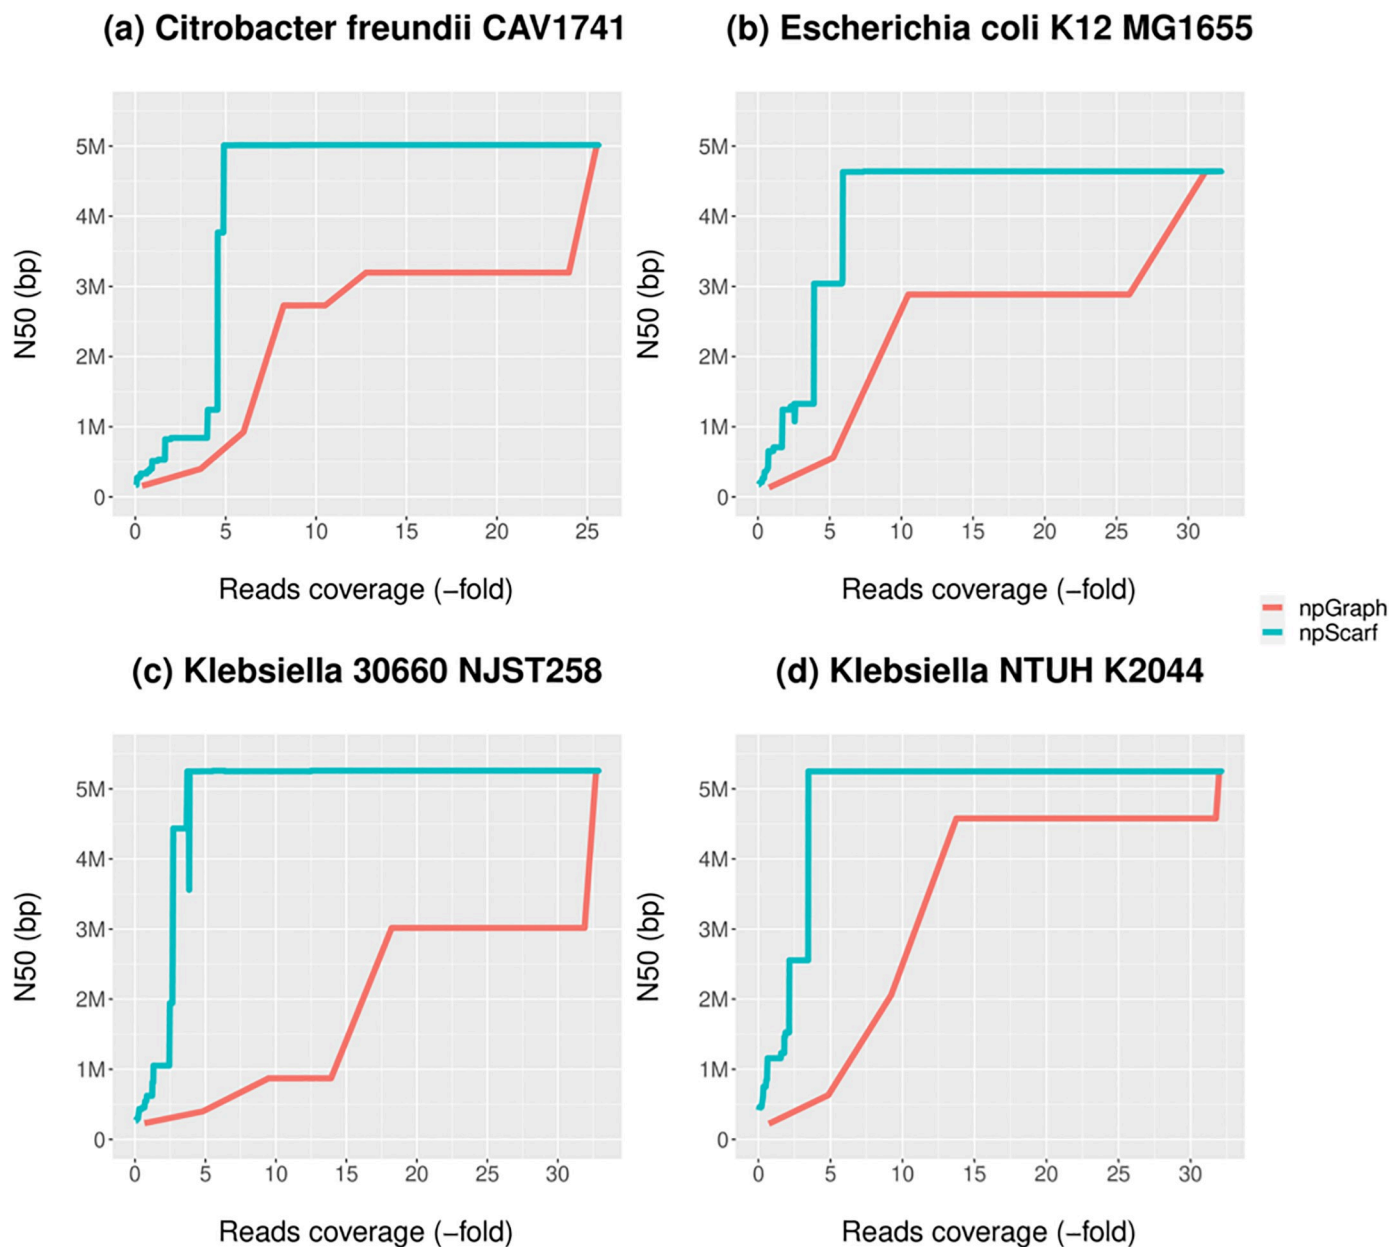 (a) Citrobacter freundii CAV1741
(b) Escherichia coli K12 MG1655
N50 (bp)
5M
4M
3M
2M
1M
0
0 5 10 15 20 25
Reads coverage (−fold)
N50 (bp)
5M
4M
3M
2M
1M
0
0 5 10 15 20 25 30
Reads coverage (−fold)
npGraph
npScarf
(c) Klebsiella 30660 NJST258
(d) Klebsiella NTUH K2044
N50 (bp)
5M
4M
3M
2M
1M
0
0 5 10 15 20 25 30
Reads coverage (−fold)
N50 (bp)
5M
4M
3M
2M
1M
0
0 5 10 15 20 25 30
Reads coverage (−fold)